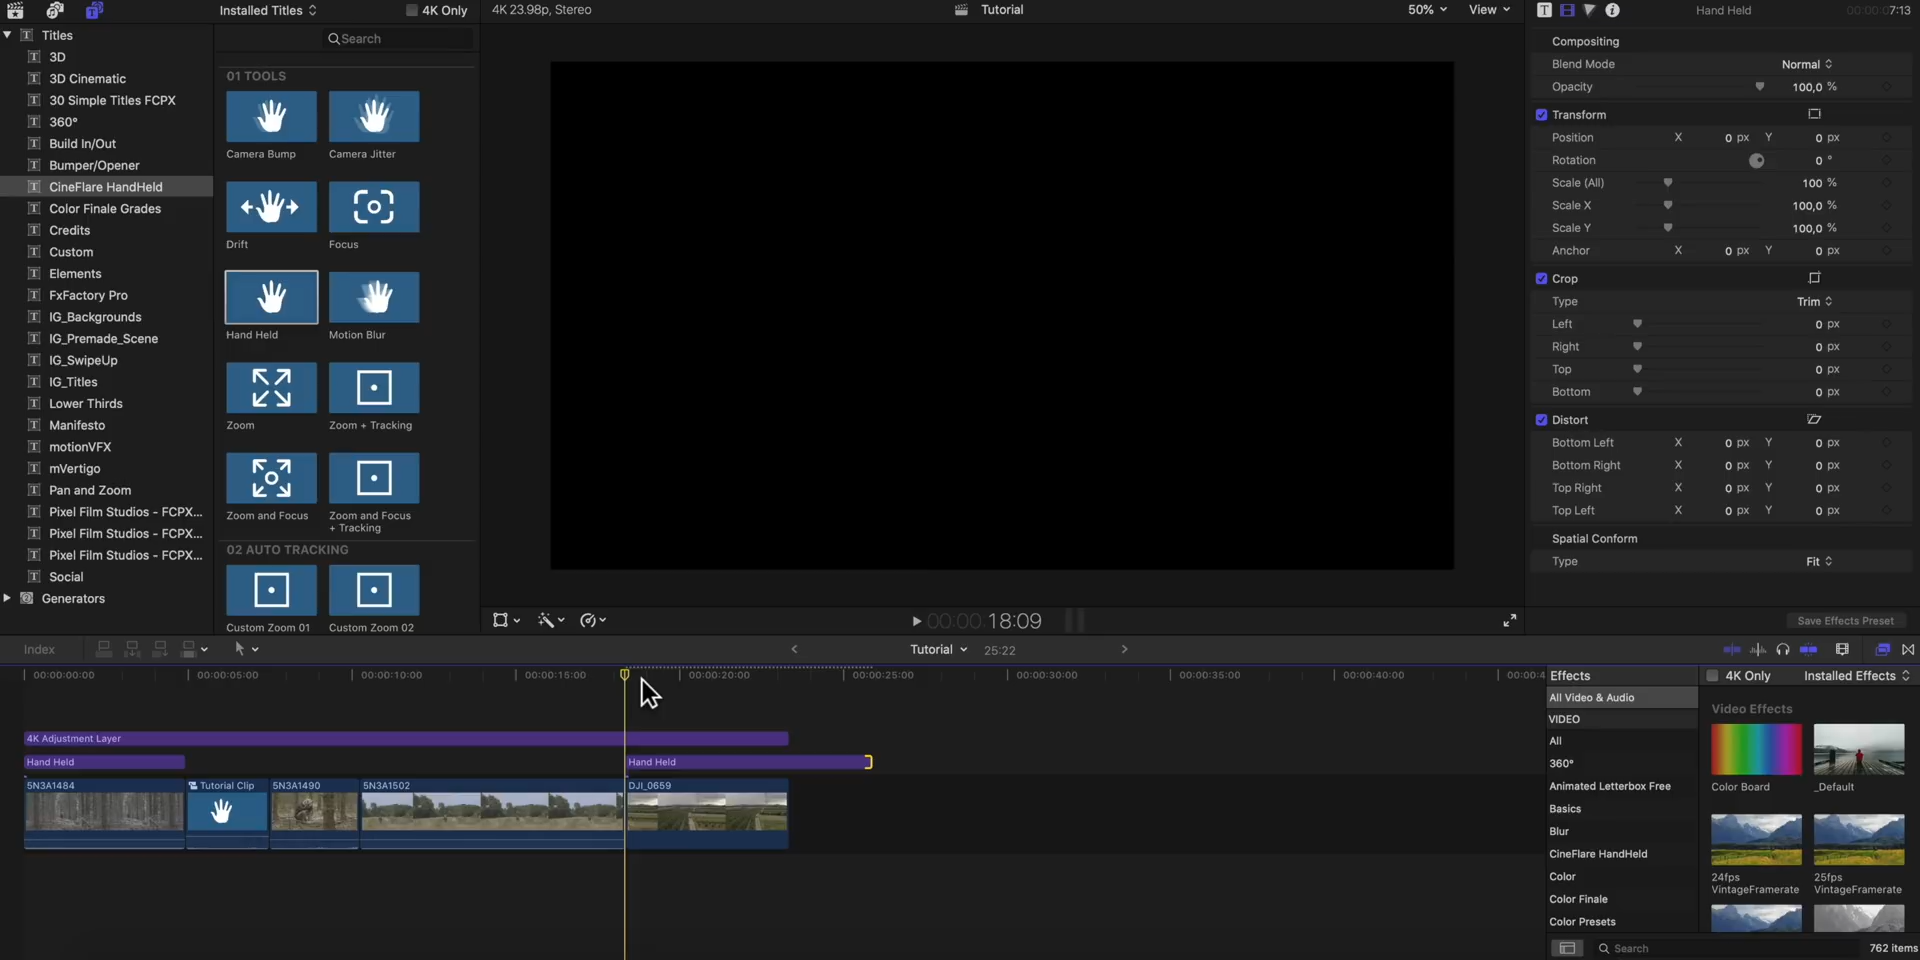 Installed Titles
4K Only
4K 23.98p, Stereo
Tutorial
50%
View
Hand Held
00:00:07:13
Titles
3D
3D Cinematic
30 Simple Titles FCPX
360°
Build In/Out
Bumper/Opener
CineFlare HandHeld
Color Finale Grades
Credits
Custom
Elements
FxFactory Pro
IG_Backgrounds
IG_Premade_Scene
IG_SwipeUp
IG_Titles
Lower Thirds
Manifesto
motionVFX
mVertigo
Pan and Zoom
Pixel Film Studios - FCPX...
Pixel Film Studios - FCPX...
Pixel Film Studios - FCPX...
Social
Generators
Search
01 TOOLS
Camera Bump
Camera Jitter
Drift
Focus
Hand Held
Motion Blur
Zoom
Zoom + Tracking
Zoom and Focus
Zoom and Focus
+ Tracking
02 AUTO TRACKING
Custom Zoom 01
Custom Zoom 02
Compositing
Blend Mode Normal
Opacity 100,0 %
Transform
Position X 0 px Y 0 px
Rotation 0 °
Scale (All) 100 %
Scale X 100,0 %
Scale Y 100,0 %
Anchor X 0 px Y 0 px
Crop
Type Trim
Left 0 px
Right 0 px
Top 0 px
Bottom 0 px
Distort
Bottom Left X 0 px Y 0 px
Bottom Right X 0 px Y 0 px
Top Right X 0 px Y 0 px
Top Left X 0 px Y 0 px
Spatial Conform
Type Fit
Save Effects Preset
00:00:18:09
Index
Tutorial
25:22
00:00:00:00
00:00:05:00
00:00:10:00
00:00:15:00
00:00:20:00
00:00:25:00
00:00:30:00
00:00:35:00
00:00:40:00
00:00:4
4K Adjustment Layer
Hand Held
Hand Held
5N3A1484
Tutorial Clip
5N3A1490
5N3A1502
DJI_0659
Effects
4K Only
Installed Effects
All Video & Audio
VIDEO
All
360°
Animated Letterbox Free
Basics
Blur
CineFlare HandHeld
Color
Color Finale
Color Presets
Video Effects
Color Board
_Default
24fps
VintageFramerate
25fps
VintageFramerate
Search
762 items